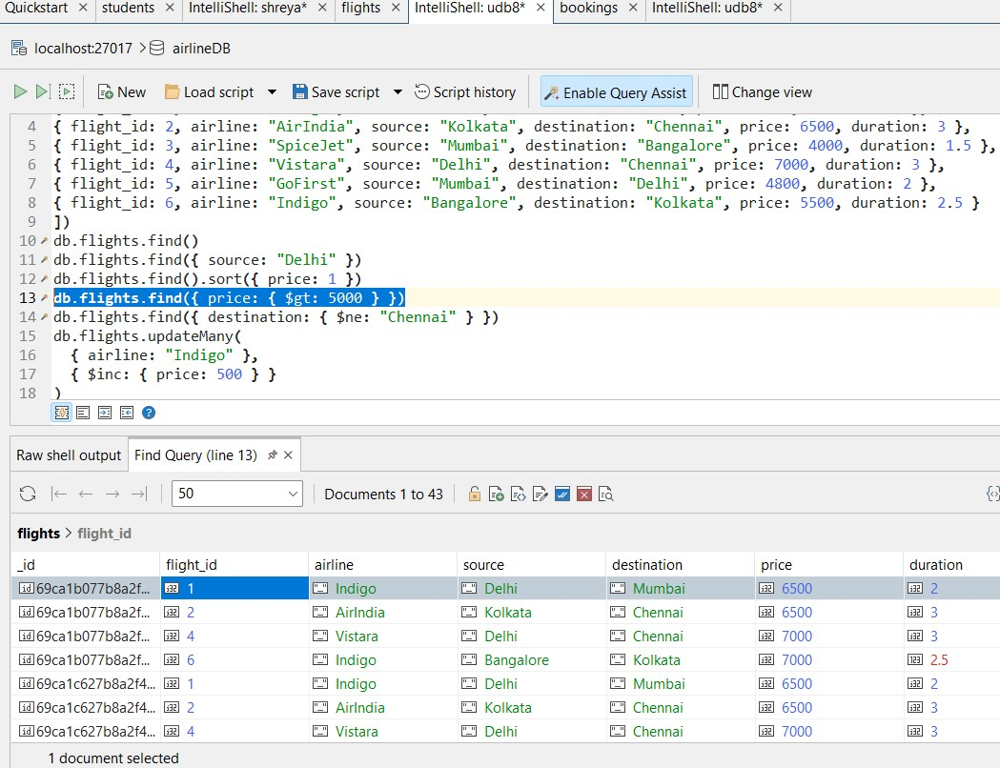 Quickstart × students × IntelliShell: shreya* × flights × IntelliShell: udb8* × bookings × IntelliShell: udb8* ×
localhost:27017 > airlineDB
New Load script Save script Script history Enable Query Assist Change view
4 { flight_id: 2, airline: "AirIndia", source: "Kolkata", destination: "Chennai", price: 6500, duration: 3 },
5 { flight_id: 3, airline: "SpiceJet", source: "Mumbai", destination: "Bangalore", price: 4000, duration: 1.5 },
6 { flight_id: 4, airline: "Vistara", source: "Delhi", destination: "Chennai", price: 7000, duration: 3 },
7 { flight_id: 5, airline: "GoFirst", source: "Mumbai", destination: "Delhi", price: 4800, duration: 2 },
8 { flight_id: 6, airline: "Indigo", source: "Bangalore", destination: "Kolkata", price: 5500, duration: 2.5 }
9 ])
10 db.flights.find()
11 db.flights.find({ source: "Delhi" })
12 db.flights.find().sort({ price: 1 })
13 db.flights.find({ price: { $gt: 5000 } })
14 db.flights.find({ destination: { $ne: "Chennai" } })
15 db.flights.updateMany(
16 { airline: "Indigo" },
17 { $inc: { price: 500 } }
18 )
Raw shell output Find Query (line 13) ×
50 Documents 1 to 43
flights > flight_id
_id flight_id airline source destination price duration
69ca1b077b8a2f... 1 Indigo Delhi Mumbai 6500 2
69ca1b077b8a2f... 2 AirIndia Kolkata Chennai 6500 3
69ca1b077b8a2f... 4 Vistara Delhi Chennai 7000 3
69ca1b077b8a2f... 6 Indigo Bangalore Kolkata 7000 2.5
69ca1c627b8a2f4... 1 Indigo Delhi Mumbai 6500 2
69ca1c627b8a2f4... 2 AirIndia Kolkata Chennai 6500 3
69ca1c627b8a2f4... 4 Vistara Delhi Chennai 7000 3
1 document selected